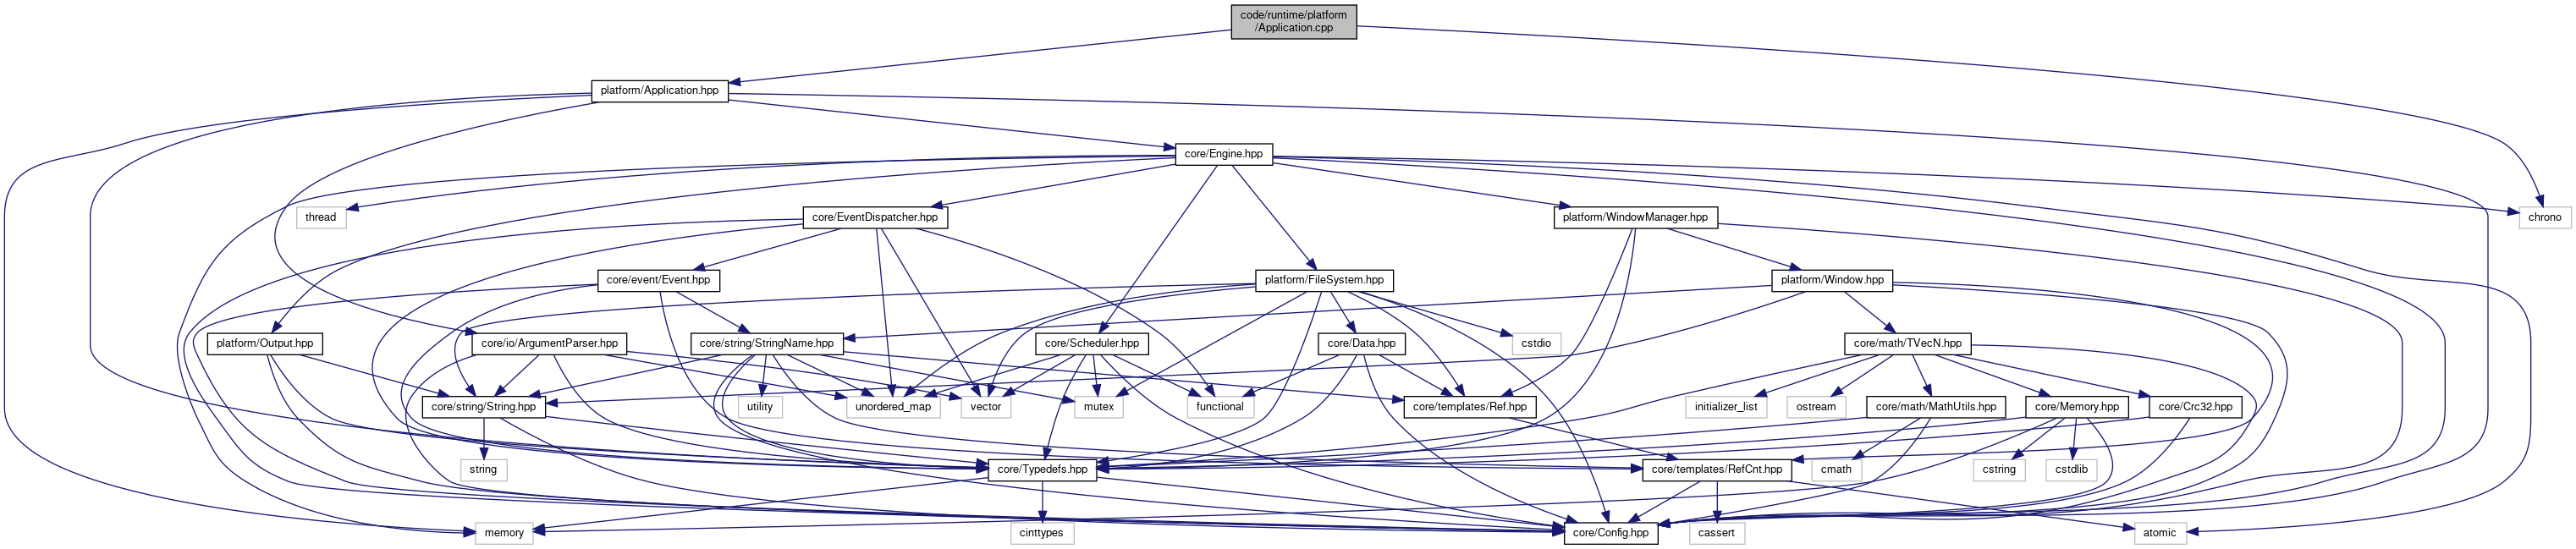 code/runtime/platform
/Application.cpp
platform/Application.hpp
core/Engine.hpp
thread
core/EventDispatcher.hpp
platform/WindowManager.hpp
chrono
core/event/Event.hpp
platform/FileSystem.hpp
platform/Window.hpp
platform/Output.hpp
core/io/ArgumentParser.hpp
core/string/StringName.hpp
core/Scheduler.hpp
core/Data.hpp
cstdio
core/math/TVecN.hpp
core/string/String.hpp
utility
unordered_map
vector
mutex
functional
core/templates/Ref.hpp
initializer_list
ostream
core/math/MathUtils.hpp
core/Memory.hpp
core/Crc32.hpp
string
core/Typedefs.hpp
core/templates/RefCnt.hpp
cmath
cstring
cstdlib
memory
cinttypes
core/Config.hpp
cassert
atomic